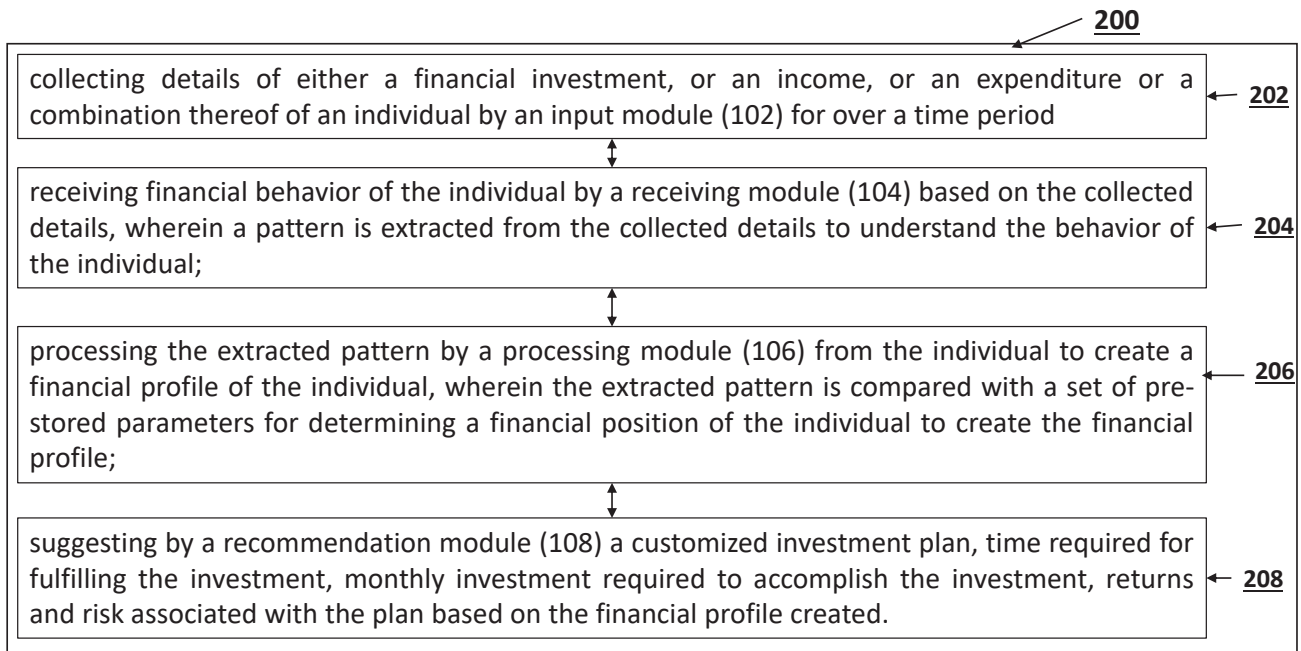 200
collecting details of either a financial investment, or an income, or an expenditure or a
combination thereof of an individual by an input module (102) for over a time period
202
receiving financial behavior of the individual by a receiving module (104) based on the collected
details, wherein a pattern is extracted from the collected details to understand the behavior of
the individual;
204
processing the extracted pattern by a processing module (106) from the individual to create a
financial profile of the individual, wherein the extracted pattern is compared with a set of pre-
stored parameters for determining a financial position of the individual to create the financial
profile;
206
suggesting by a recommendation module (108) a customized investment plan, time required for
fulfilling the investment, monthly investment required to accomplish the investment, returns
and risk associated with the plan based on the financial profile created.
208